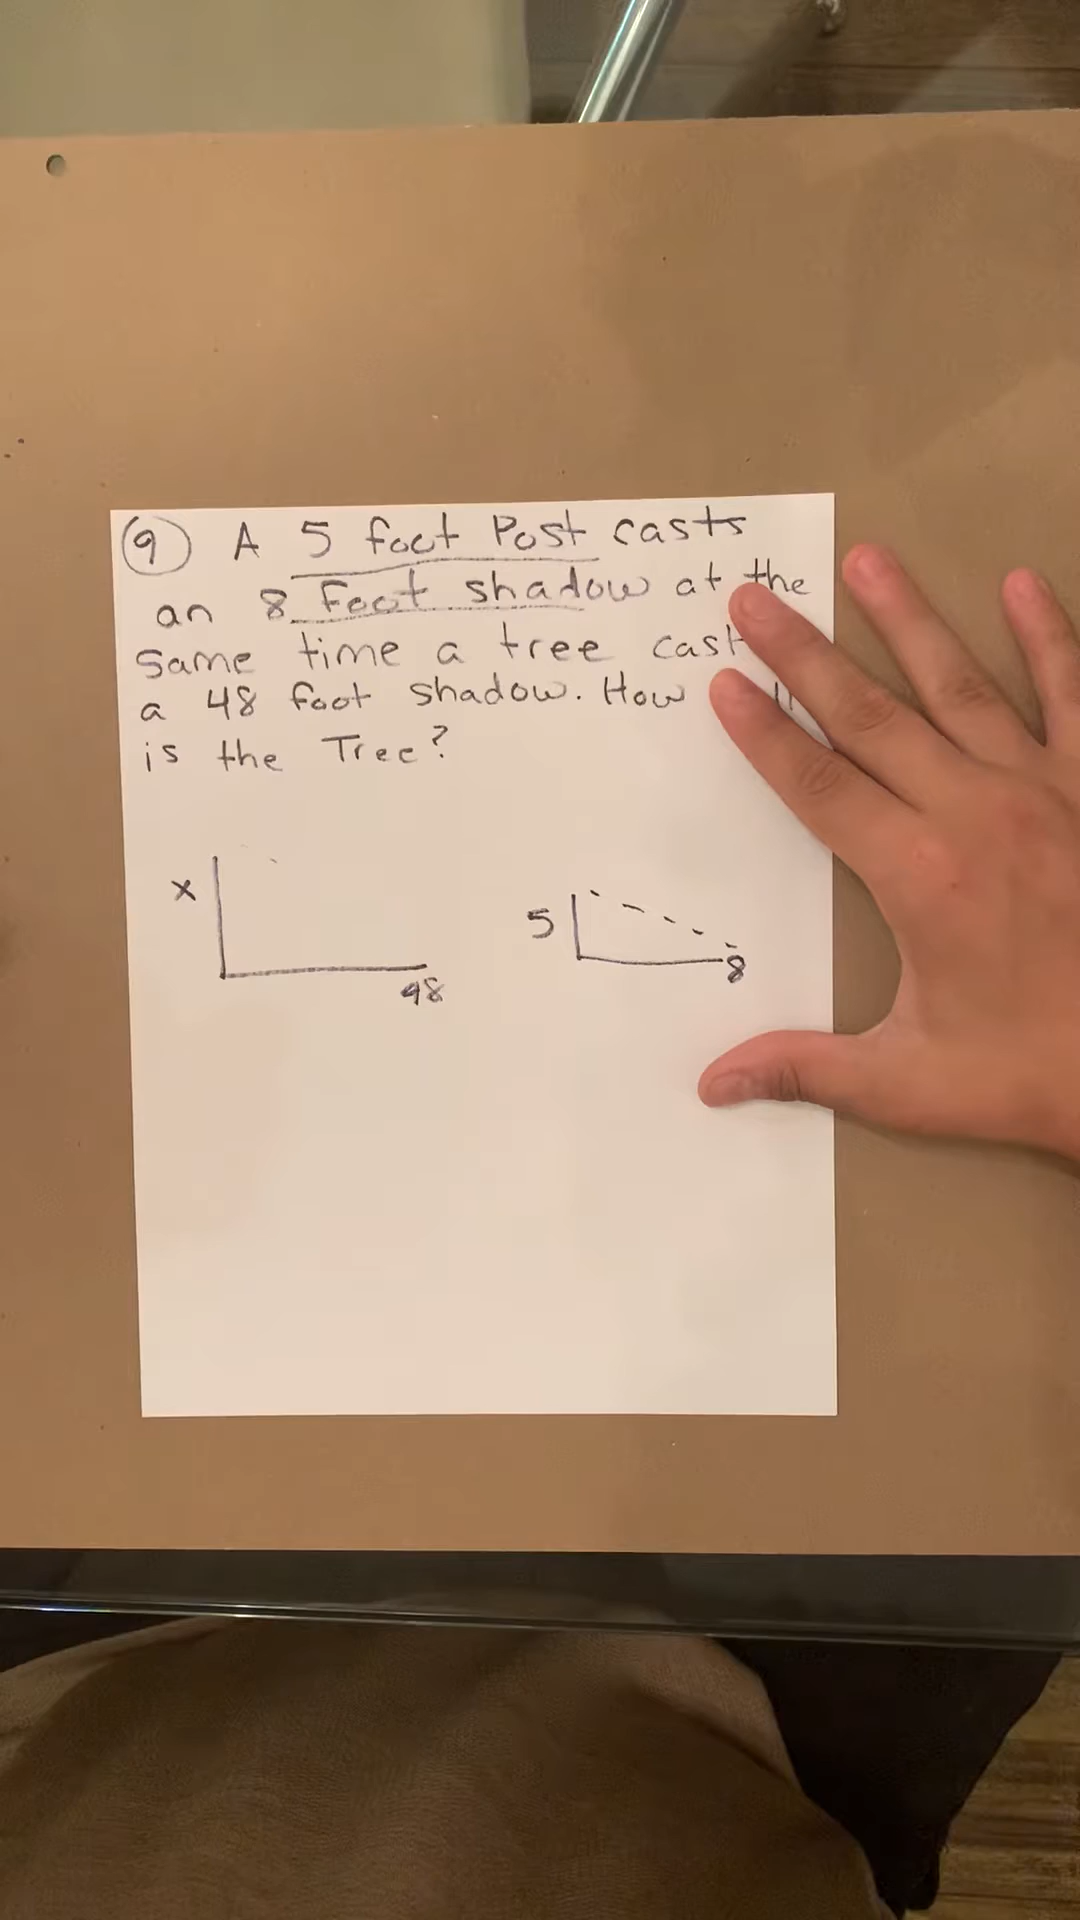 9 A 5 foot Post casts
an 8 foot shadow at the
same time a tree cast
a 48 foot shadow. How
is the Tree?
x
48
5
8